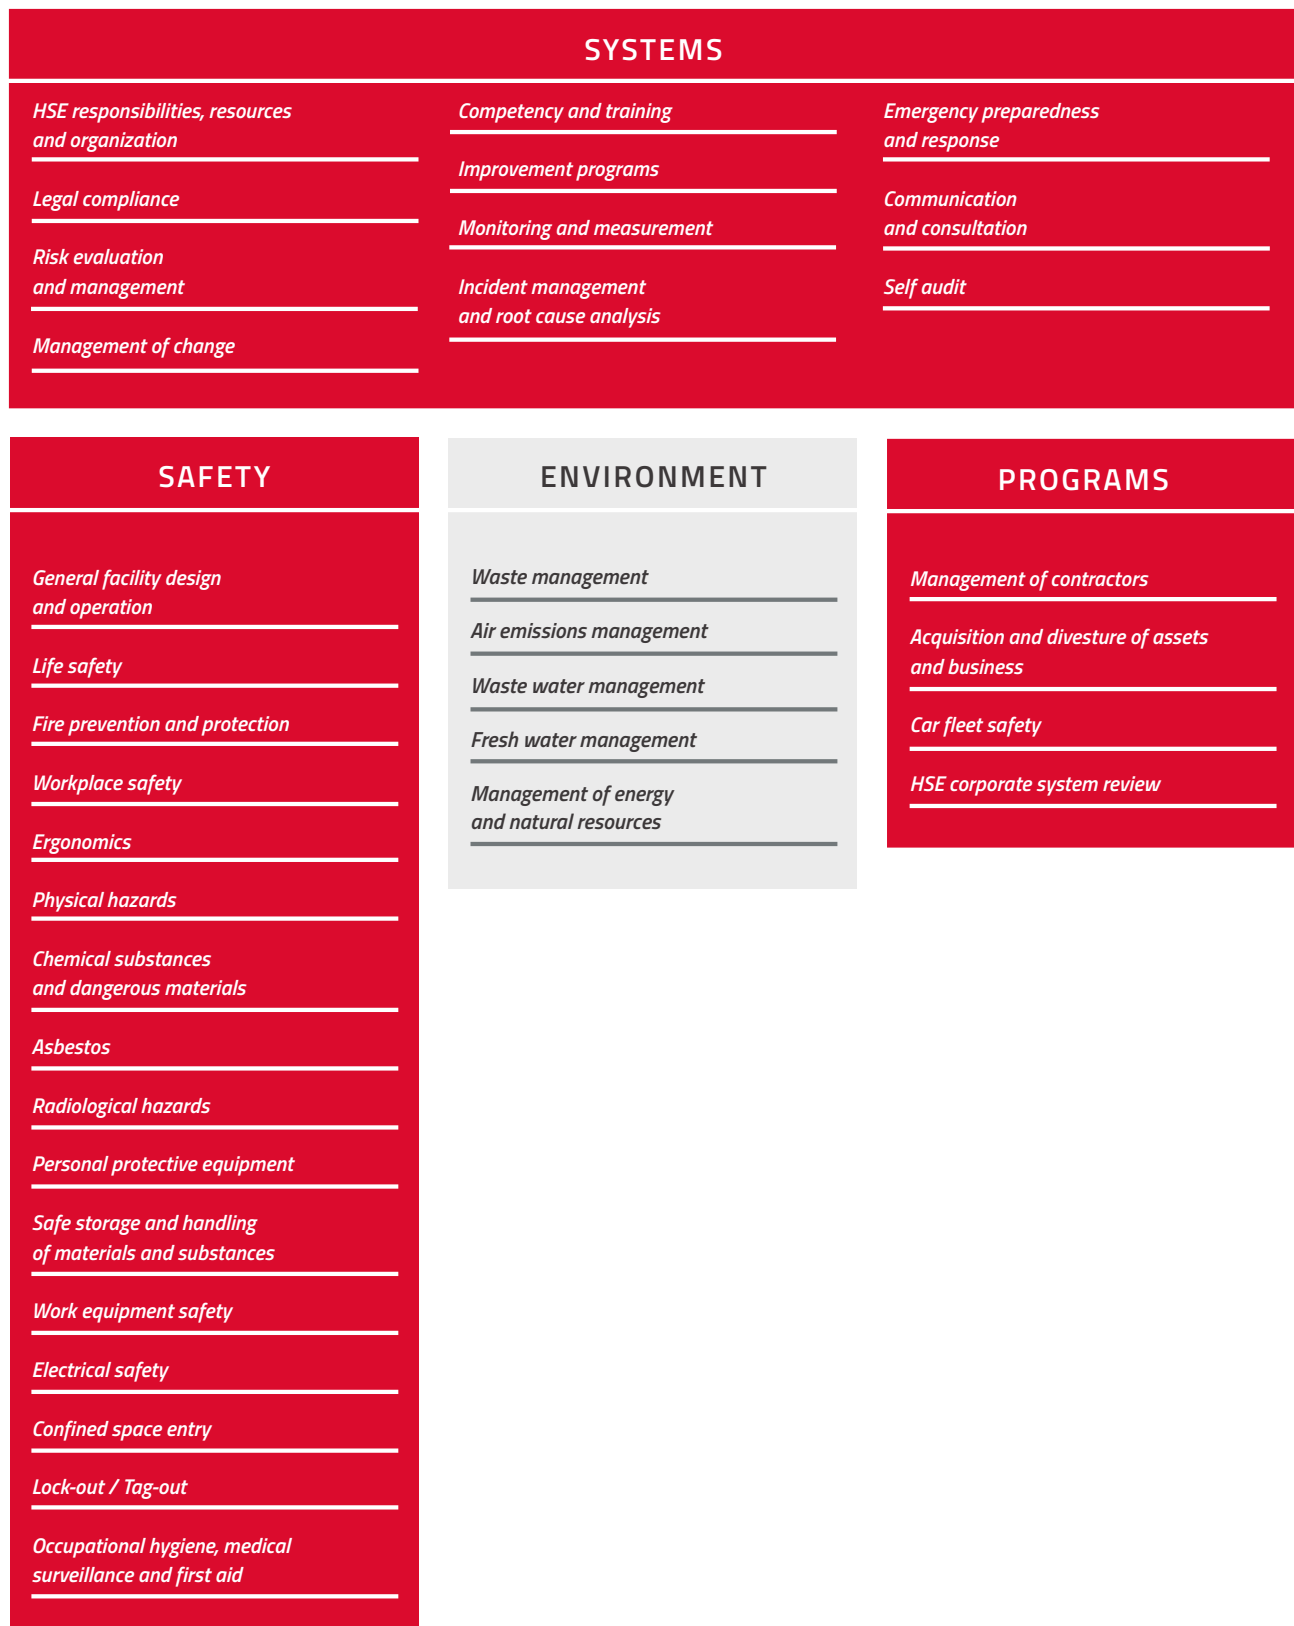 SYSTEMS
HSE responsibilities, resources
and organization
Legal compliance
Risk evaluation
and management
Management of change
Competency and training
Improvement programs
Monitoring and measurement
Incident management
and root cause analysis
Emergency preparedness
and response
Communication
and consultation
Self audit
SAFETY
General facility design
and operation
Life safety
Fire prevention and protection
Workplace safety
Ergonomics
Physical hazards
Chemical substances
and dangerous materials
Asbestos
Radiological hazards
Personal protective equipment
Safe storage and handling
of materials and substances
Work equipment safety
Electrical safety
Confined space entry
Lock-out / Tag-out
Occupational hygiene, medical
surveillance and first aid
ENVIRONMENT
Waste management
Air emissions management
Waste water management
Fresh water management
Management of energy
and natural resources
PROGRAMS
Management of contractors
Acquisition and divesture of assets
and business
Car fleet safety
HSE corporate system review